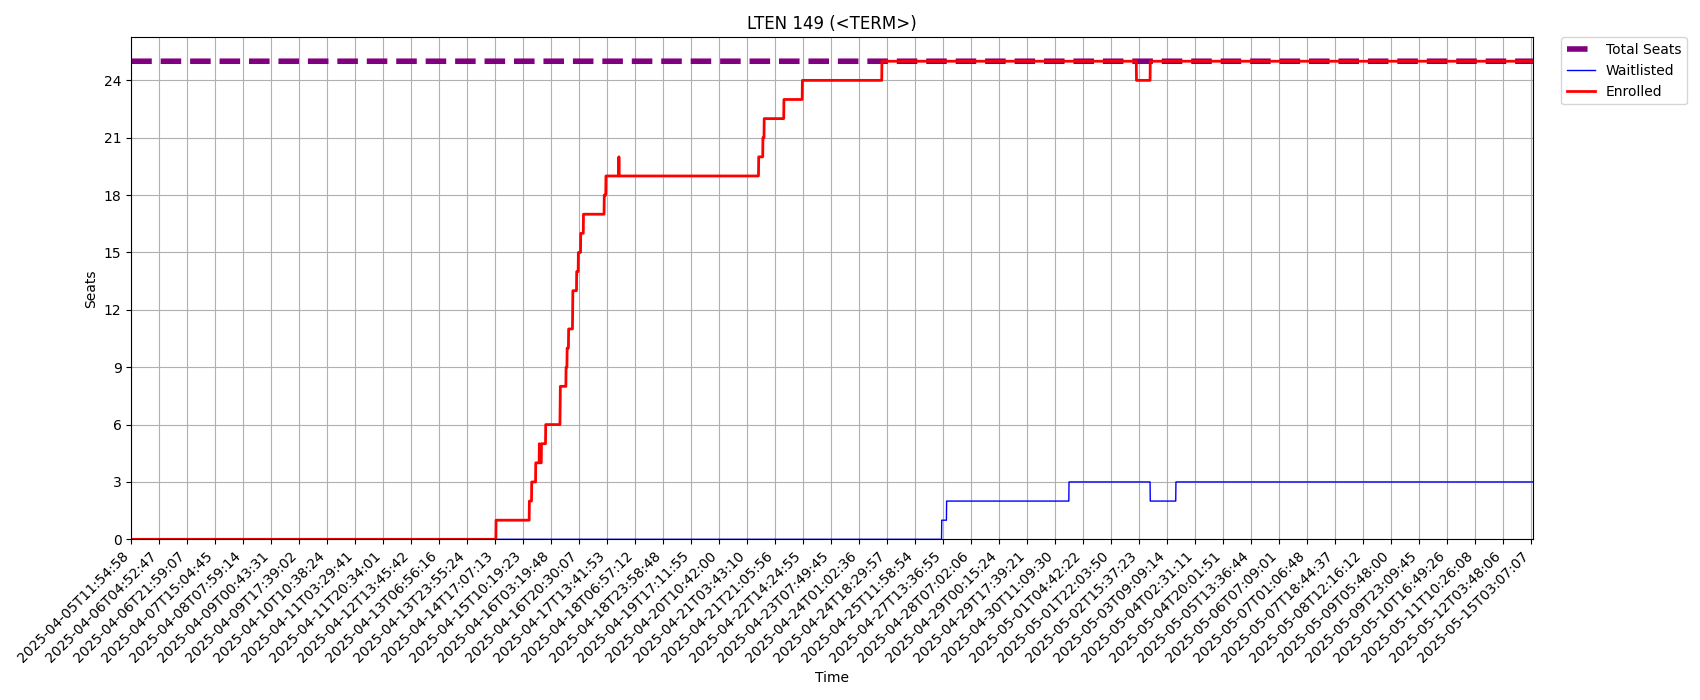 LTEN 149 (<TERM>)
Total Seats
Waitlisted
Enrolled
24
21
18
15
12
9
6
3
0
Seats
2025-04-05T11:54:58
2025-04-06T04:52:47
2025-04-06T21:59:07
2025-04-07T15:04:45
2025-04-08T07:59:14
2025-04-09T00:43:31
2025-04-09T17:39:02
2025-04-10T10:38:24
2025-04-11T03:29:41
2025-04-11T20:34:01
2025-04-12T13:45:42
2025-04-13T06:56:16
2025-04-13T23:55:24
2025-04-14T17:07:13
2025-04-15T10:19:23
2025-04-16T03:19:48
2025-04-16T20:30:07
2025-04-17T13:41:53
2025-04-18T06:57:12
2025-04-18T23:58:48
2025-04-19T17:11:55
2025-04-20T10:42:00
2025-04-21T03:43:10
2025-04-21T21:05:56
2025-04-22T14:24:55
2025-04-23T07:49:45
2025-04-24T01:02:36
2025-04-24T18:29:57
2025-04-25T11:58:54
2025-04-27T13:36:55
2025-04-28T07:02:06
2025-04-29T00:15:24
2025-04-29T17:39:21
2025-04-30T11:09:30
2025-05-01T04:42:22
2025-05-01T22:03:50
2025-05-02T15:37:23
2025-05-03T09:09:14
2025-05-04T02:31:11
2025-05-04T20:01:51
2025-05-05T13:36:44
2025-05-06T07:09:01
2025-05-07T01:06:48
2025-05-07T18:44:37
2025-05-08T12:16:12
2025-05-09T05:48:00
2025-05-09T23:09:45
2025-05-10T16:49:26
2025-05-11T10:26:08
2025-05-12T03:48:06
2025-05-15T03:07:07
Time